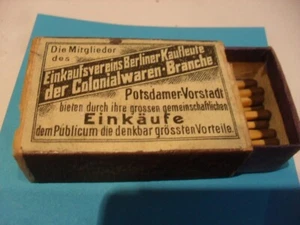 Die Mitglieder
des
Einkaufsvereins Berliner Kaufleute
der Colonialwaren-Branche
Potsdamer-Vorstadt
bieten durch ihre grossen gemeinschaftlichen
Einkäufe
dem Publicum die denkbar grössten Vorteile.